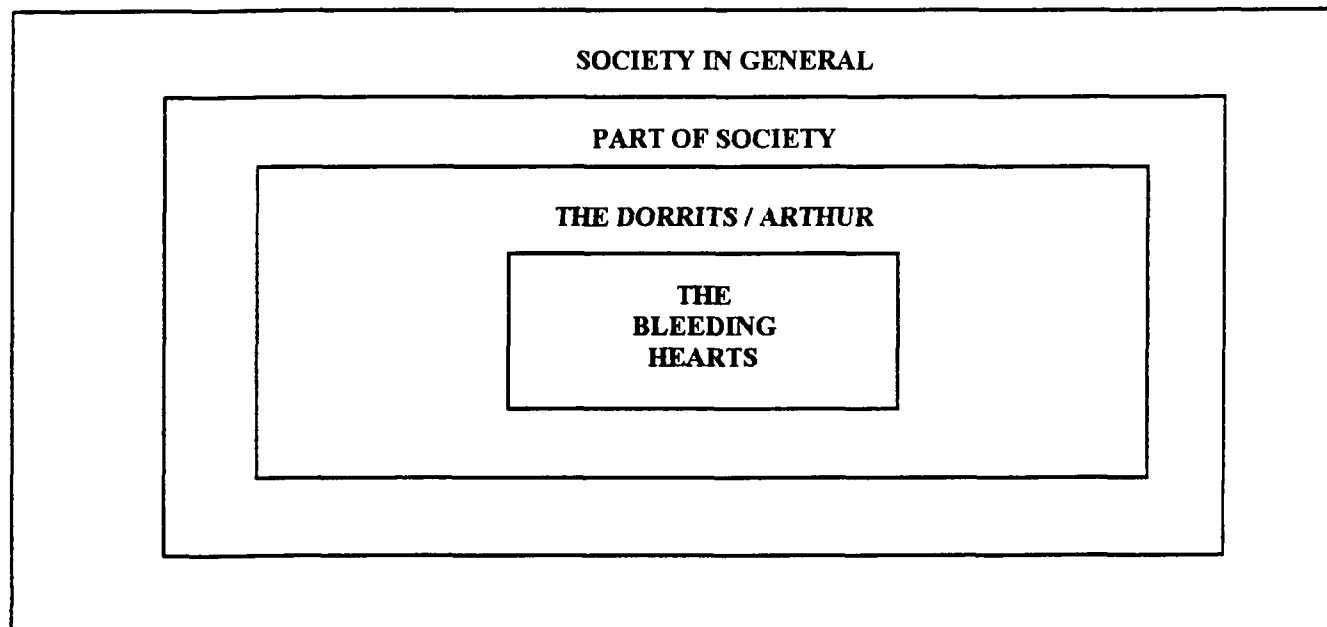 SOCIETY IN GENERAL
PART OF SOCIETY
THE DORRITS / ARTHUR
THE
BLEEDING
HEARTS